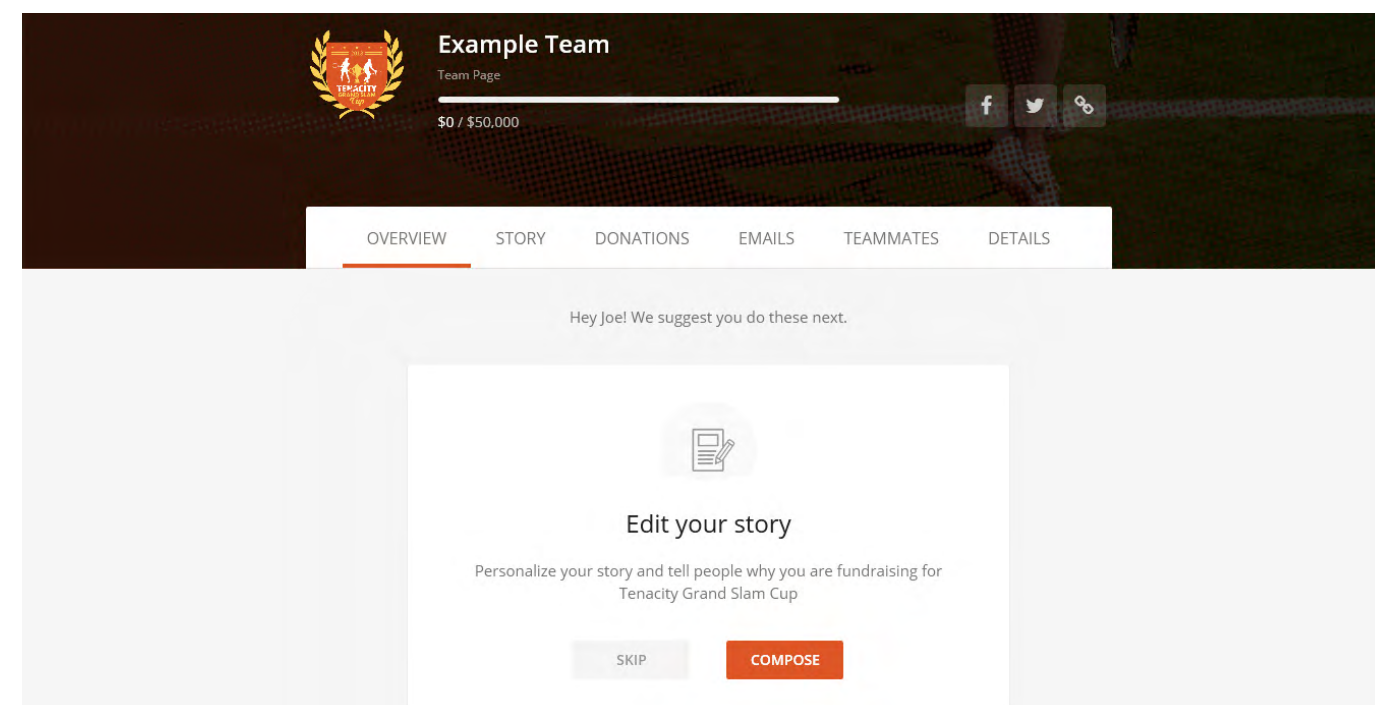 Example Team
Team Page
$0 / $50,000
2013
TENACITY
GRAND SLAM
Cup
OVERVIEW STORY DONATIONS EMAILS TEAMMATES DETAILS
Hey Joe! We suggest you do these next.
Edit your story
Personalize your story and tell people why you are fundraising for
Tenacity Grand Slam Cup
SKIP COMPOSE